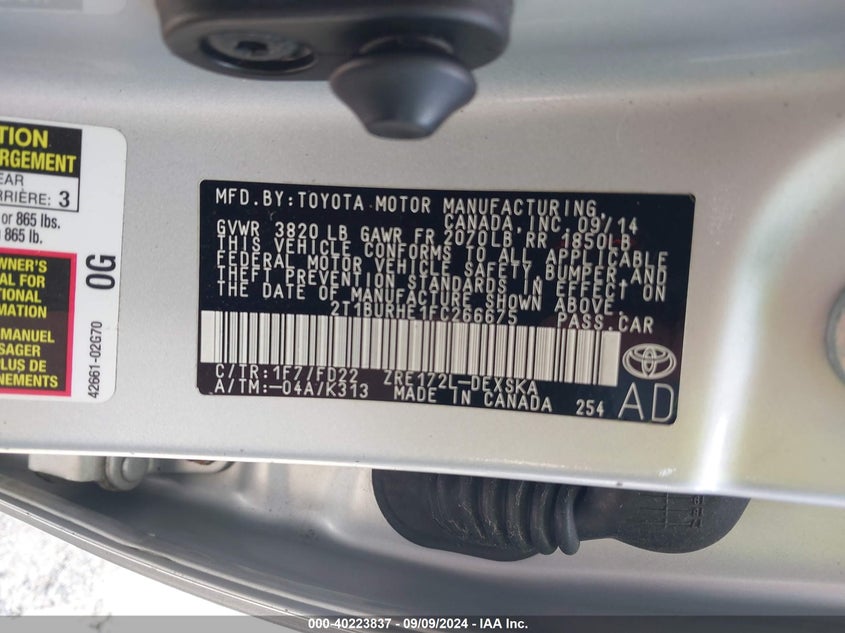 MFD.BY:TOYOTA MOTOR MANUFACTURING,
CANADA,INC. 09/14
GVWR 3820 LB GAWR FR 2070LB RR 1850LB
THIS VEHICLE CONFORMS TO ALL APPLICABLE
FEDERAL MOTOR VEHICLE SAFETY, BUMPER AND
THEFT PREVENTION STANDARDS IN EFFECT ON
THE DATE OF MANUFACTURE SHOWN ABOVE.
2T1BURHE1FC266675 PASS.CAR
C/TR:1F7/FD22 ZRE172L-DEXSKA
A/TM:-04A/K313 MADE IN CANADA 254
AD
TION
RGEMENT
EAR
RRIÈRE: 3
or 865 lbs.
865 lb.
WNER'S
AL FOR
TIONAL
MATION
MANUEL
SAGER
PLUS DE
0G
42661-02G70
000-40223837 - 09/09/2024 - IAA Inc.